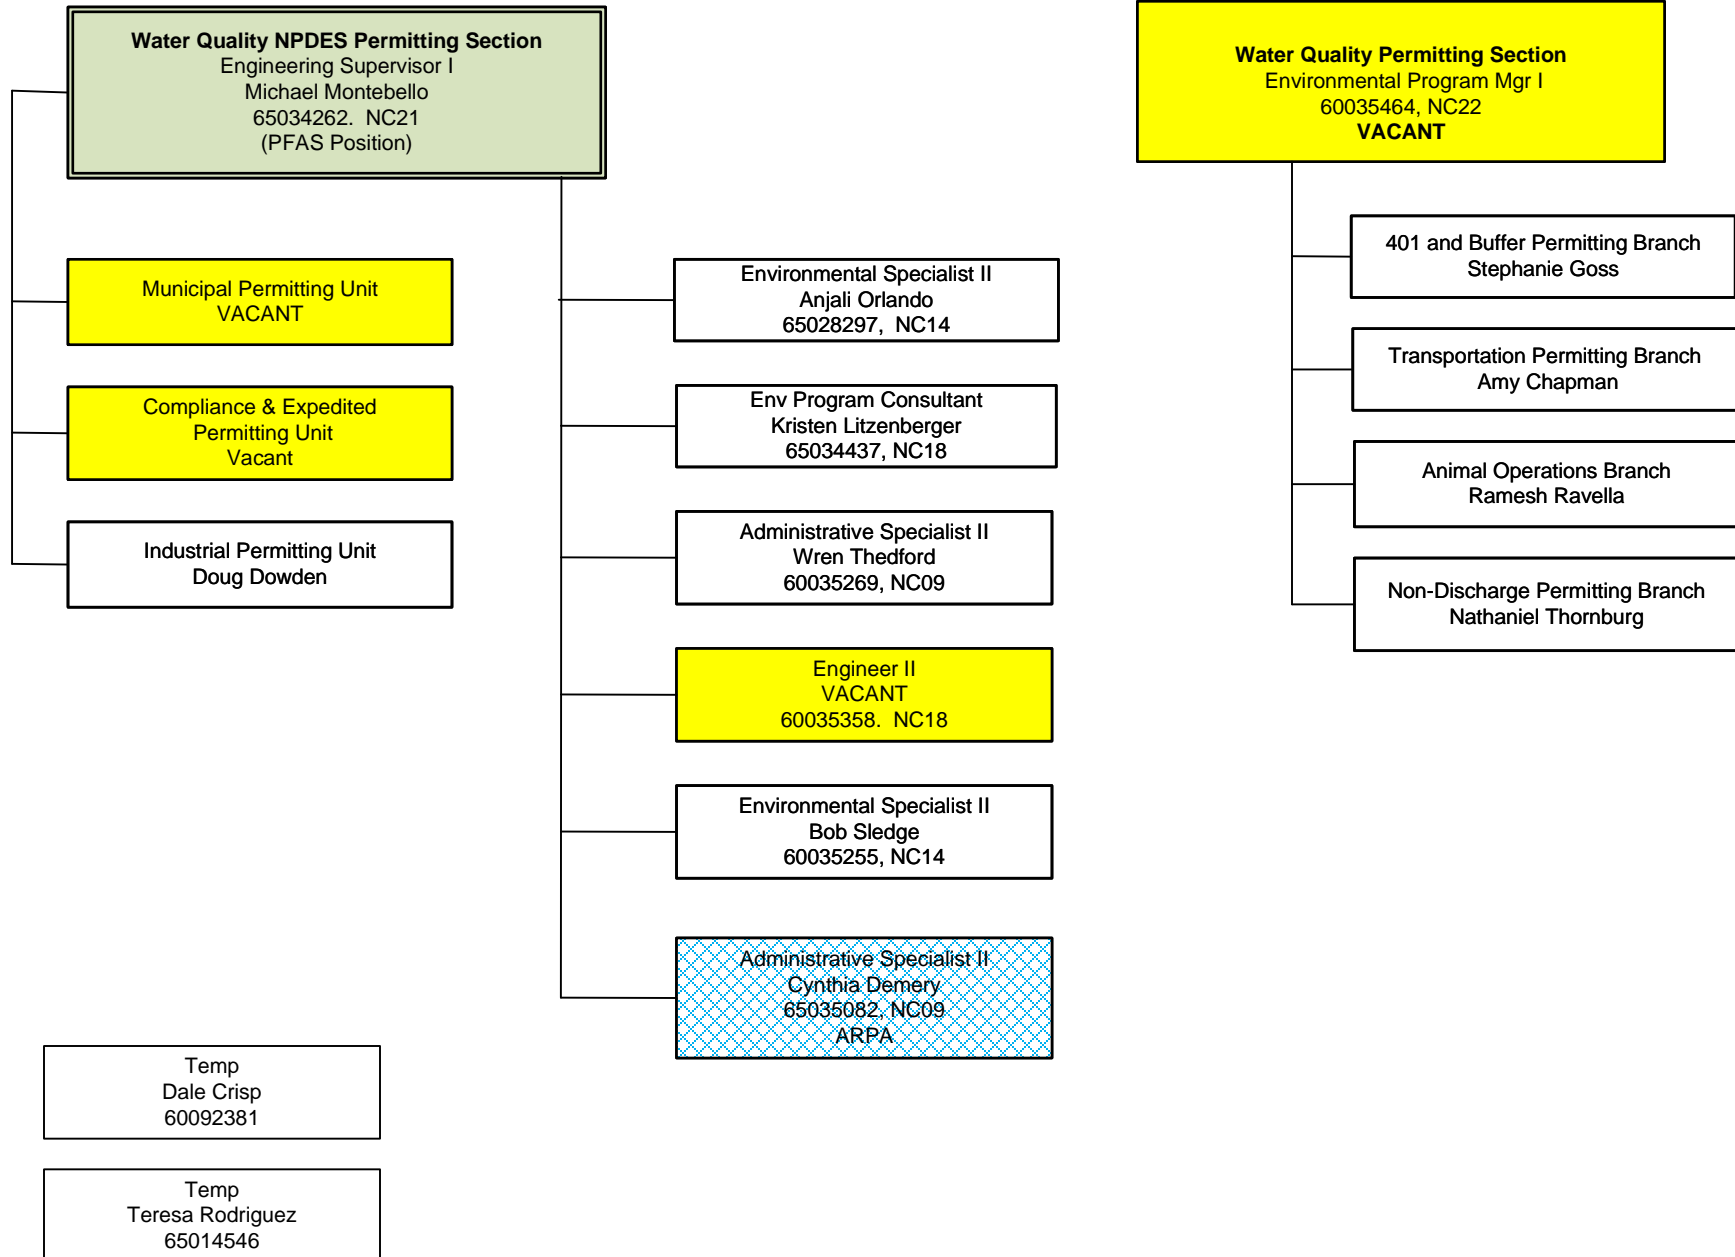 Water Quality NPDES Permitting Section
Engineering Supervisor I
Michael Montebello
65034262.  NC21
(PFAS Position)
Municipal Permitting Unit
VACANT
Compliance & Expedited
Permitting Unit
Vacant
Industrial Permitting Unit
Doug Dowden
Environmental Specialist II
Anjali Orlando
65028297,  NC14
Env Program Consultant
Kristen Litzenberger
65034437, NC18
Administrative Specialist II
Wren Thedford
60035269, NC09
Engineer II
VACANT
60035358.  NC18
Environmental Specialist II
Bob Sledge
60035255, NC14
Administrative Specialist II
Cynthia Demery
65035082, NC09
ARPA
Temp
Dale Crisp
60092381
Temp
Teresa Rodriguez
65014546
Water Quality Permitting Section
Environmental Program Mgr I
60035464, NC22
VACANT
401 and Buffer Permitting Branch
Stephanie Goss
Transportation Permitting Branch
Amy Chapman
Animal Operations Branch
Ramesh Ravella
Non-Discharge Permitting Branch
Nathaniel Thornburg